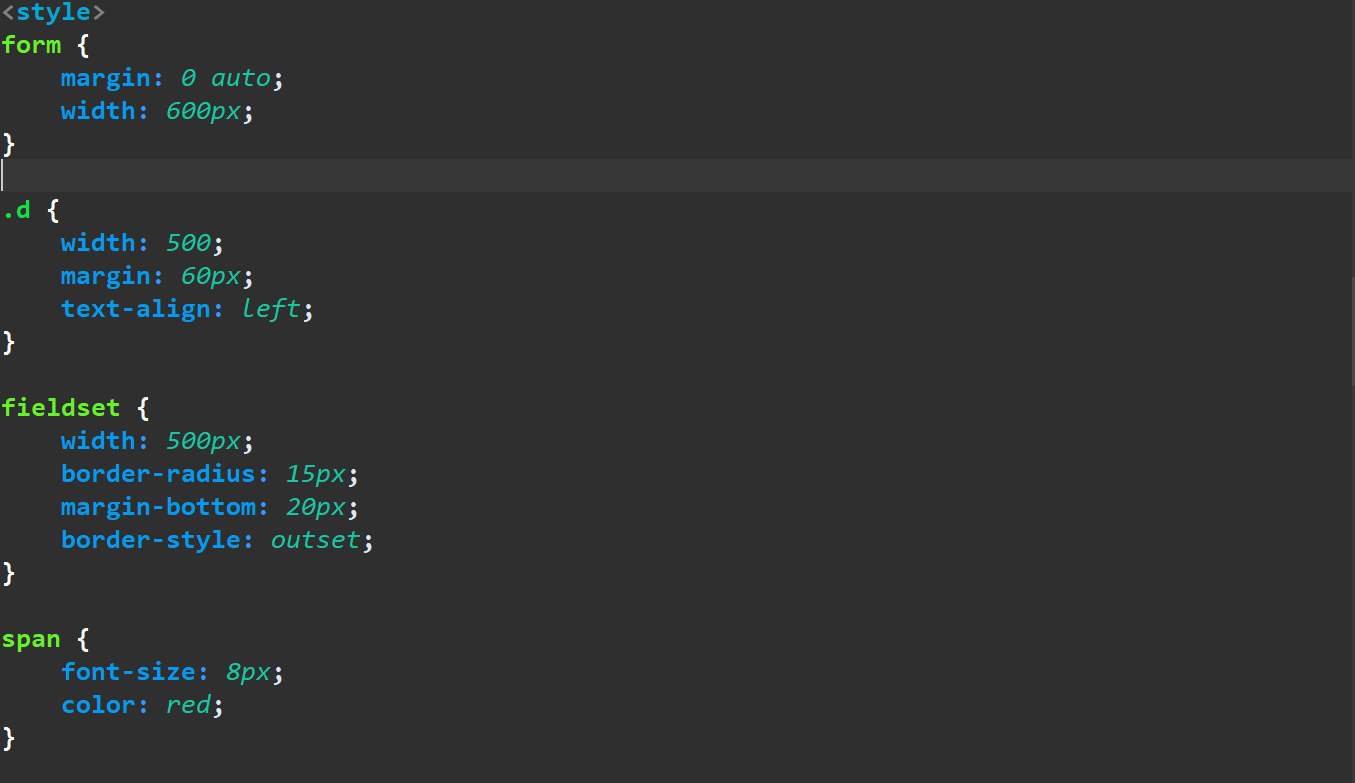 <style>
form {
    margin: 0 auto;
    width: 600px;
}
.d {
    width: 500;
    margin: 60px;
    text-align: left;
}
fieldset {
    width: 500px;
    border-radius: 15px;
    margin-bottom: 20px;
    border-style: outset;
}
span {
    font-size: 8px;
    color: red;
}